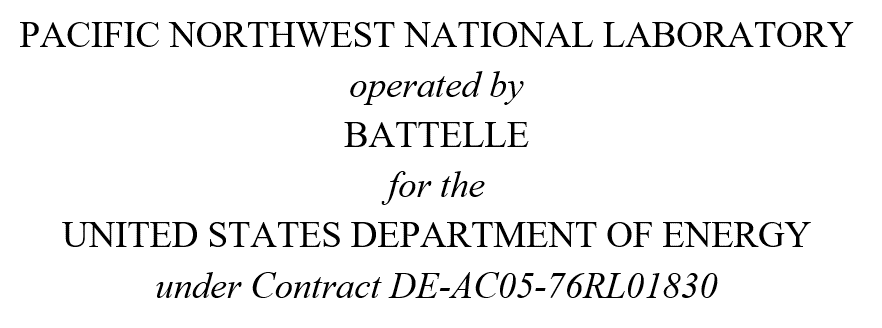 PACIFIC NORTHWEST NATIONAL LABORATORY
operated by
BATTELLE
for the
UNITED STATES DEPARTMENT OF ENERGY
under Contract DE-AC05-76RL01830